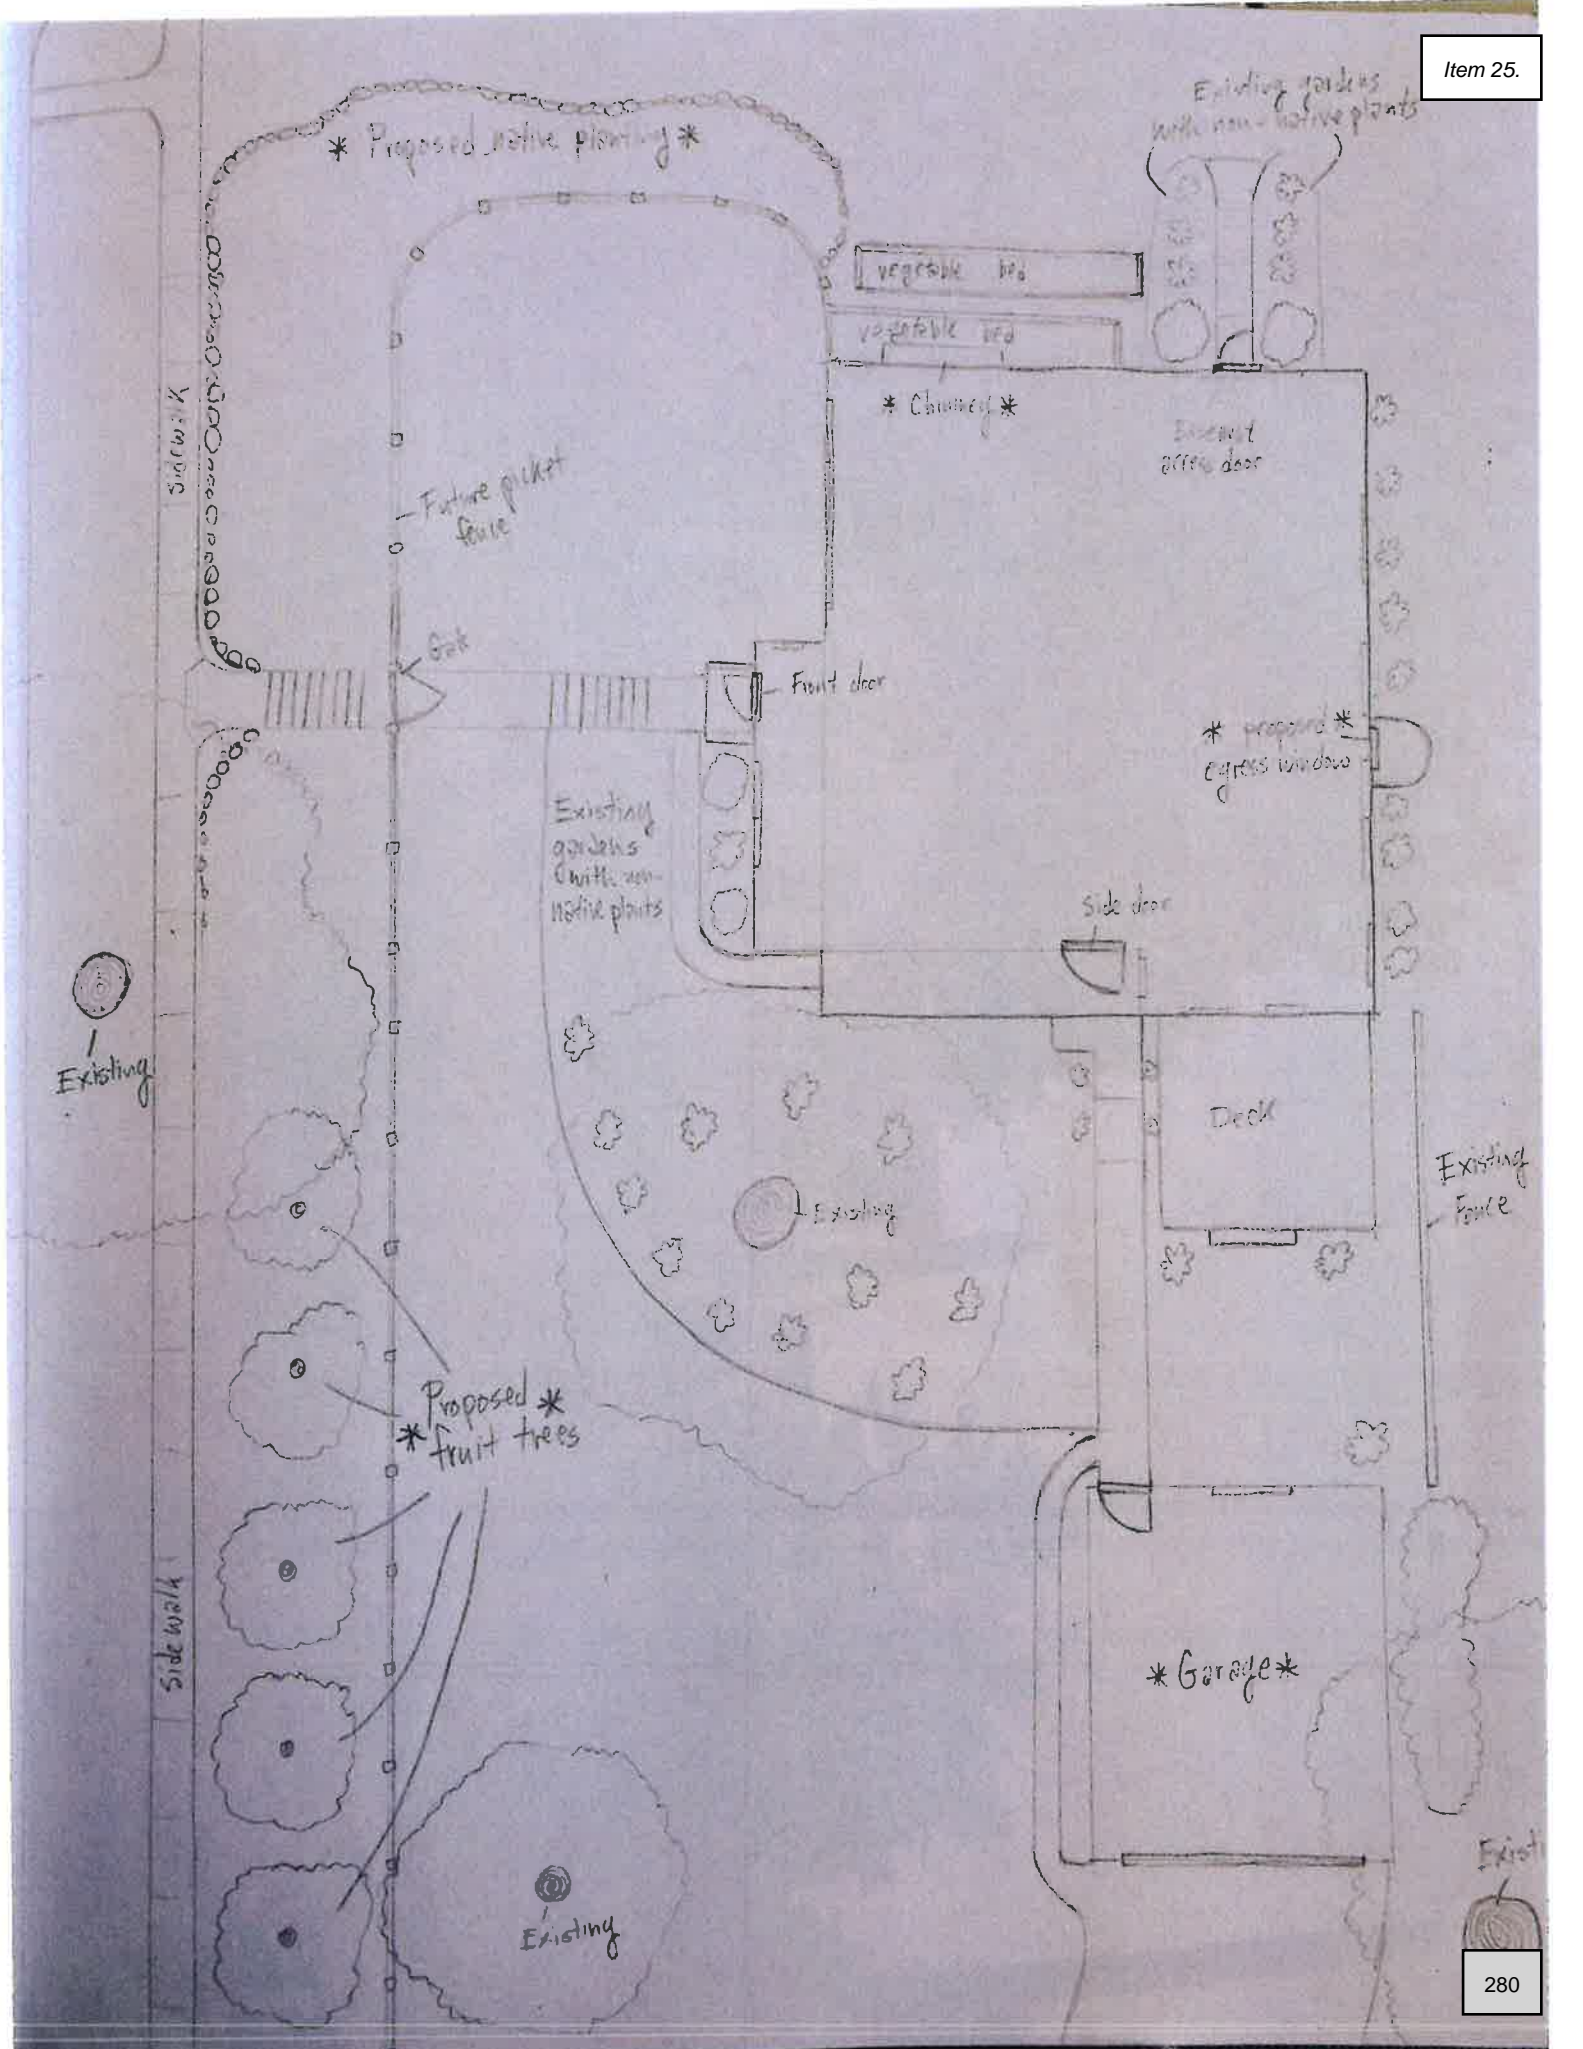 Item 25.
Existing gardens
with non-native plants
* Proposed native planting *
vegetable bed
vegetable bed
* Chimney *
Basement
access door
Sidewalk
Future picket
fence
Gate
Front door
* proposed *
egress window
Existing
gardens
with non-
native plants
side door
Existing
Deck
Existing
Fence
Existing
Proposed *
* fruit trees
Sidewalk
* Garage *
Existing
Existi
280